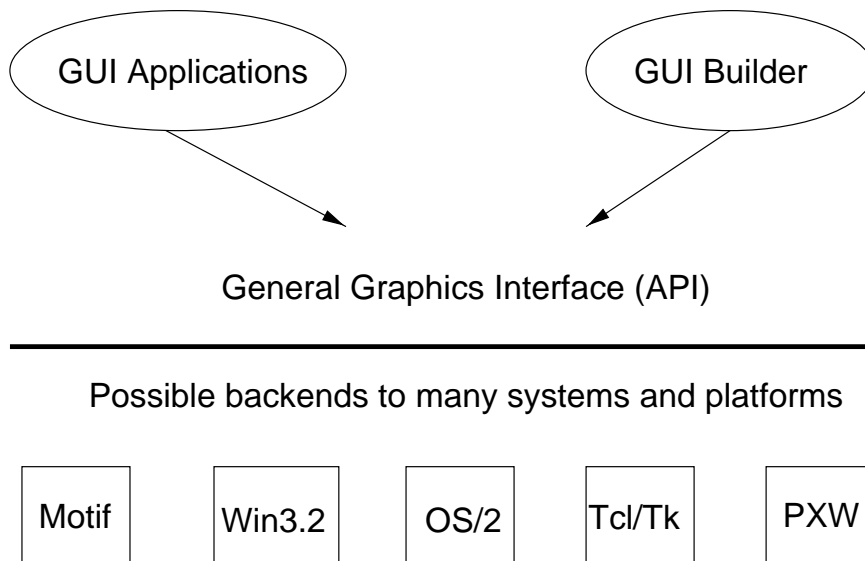 GUI Applications
GUI Builder
General Graphics Interface (API)
Possible backends to many systems and platforms
Motif
Win3.2
OS/2
Tcl/Tk
PXW